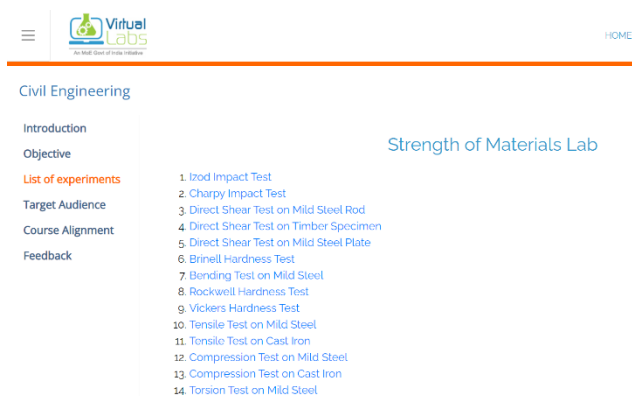 Virtual
Labs
An MoE Govt of India Initiative
HOME
Civil Engineering
Introduction
Objective
List of experiments
Target Audience
Course Alignment
Feedback
Strength of Materials Lab
1. Izod Impact Test
2. Charpy Impact Test
3. Direct Shear Test on Mild Steel Rod
4. Direct Shear Test on Timber Specimen
5. Direct Shear Test on Mild Steel Plate
6. Brinell Hardness Test
7. Bending Test on Mild Steel
8. Rockwell Hardness Test
9. Vickers Hardness Test
10. Tensile Test on Mild Steel
11. Tensile Test on Cast Iron
12. Compression Test on Mild Steel
13. Compression Test on Cast Iron
14. Torsion Test on Mild Steel